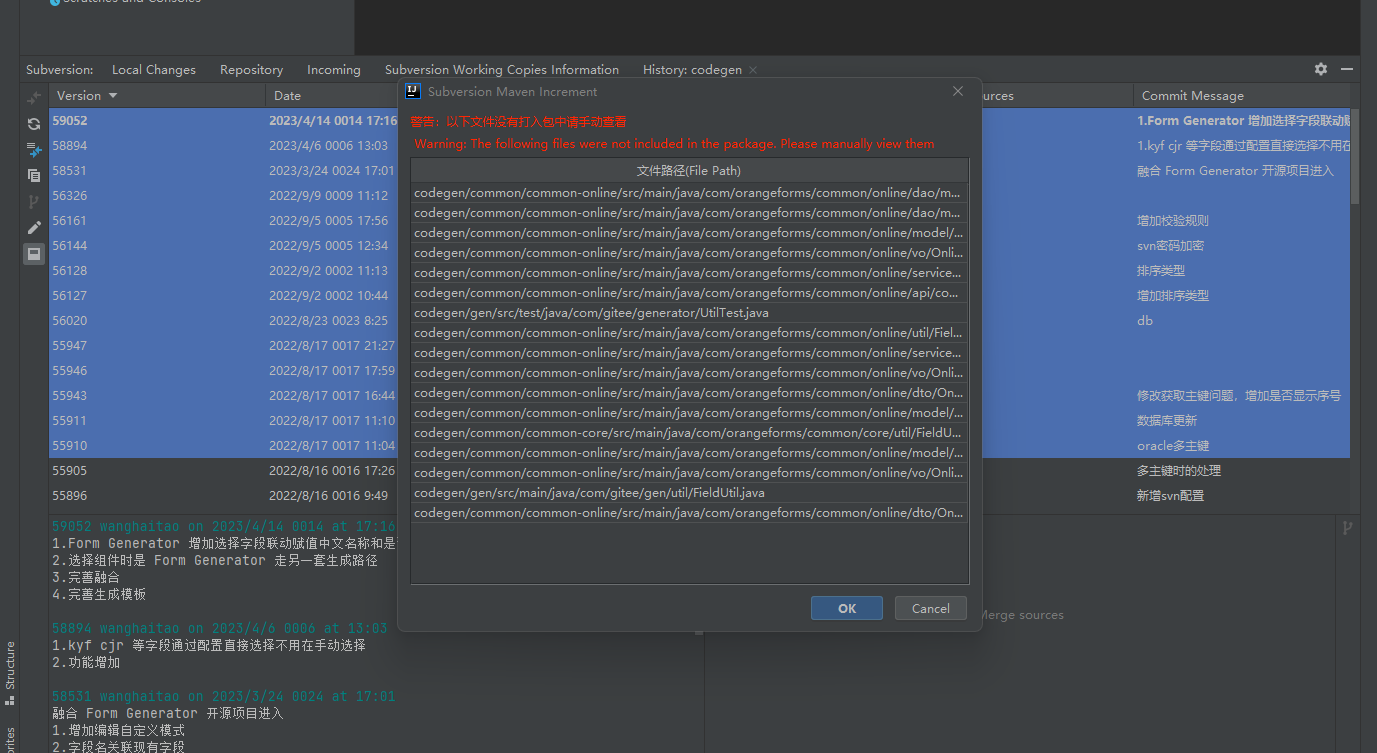 Scratches and Consoles
Subversion:
Local Changes
Repository
Incoming
Subversion Working Copies Information
History: codegen
Version
Date
Commit Message
59052
2023/4/14 0014 17:16
1.Form Generator 增加选择字段联动赋
58894
2023/4/6 0006 13:03
1.kyf cjr 等字段通过配置直接选择不用在
58531
2023/3/24 0024 17:01
融合 Form Generator 开源项目进入
56326
2022/9/9 0009 11:12
56161
2022/9/5 0005 17:56
增加校验规则
56144
2022/9/5 0005 12:34
svn密码加密
56128
2022/9/2 0002 11:13
排序类型
56127
2022/9/2 0002 10:44
增加排序类型
56020
2022/8/23 0023 8:25
db
55947
2022/8/17 0017 21:27
55946
2022/8/17 0017 17:59
55943
2022/8/17 0017 16:44
修改获取主键问题，增加是否显示序号
55911
2022/8/17 0017 11:10
数据库更新
55910
2022/8/17 0017 11:04
oracle多主键
55905
2022/8/16 0016 17:26
多主键时的处理
55896
2022/8/16 0016 9:49
新增svn配置
Subversion Maven Increment
警告：以下文件没有打入包中请手动查看
Warning: The following files were not included in the package. Please manually view them
文件路径(File Path)
codegen/common/common-online/src/main/java/com/orangeforms/common/online/dao/m...
codegen/common/common-online/src/main/java/com/orangeforms/common/online/dao/m...
codegen/common/common-online/src/main/java/com/orangeforms/common/online/model/...
codegen/common/common-online/src/main/java/com/orangeforms/common/online/vo/Onli...
codegen/common/common-online/src/main/java/com/orangeforms/common/online/service...
codegen/common/common-online/src/main/java/com/orangeforms/common/online/api/co...
codegen/gen/src/test/java/com/gitee/generator/UtilTest.java
codegen/common/common-online/src/main/java/com/orangeforms/common/online/util/Fiel...
codegen/common/common-online/src/main/java/com/orangeforms/common/online/service...
codegen/common/common-online/src/main/java/com/orangeforms/common/online/vo/Onli...
codegen/common/common-online/src/main/java/com/orangeforms/common/online/dto/On...
codegen/common/common-online/src/main/java/com/orangeforms/common/online/model/...
codegen/common/common-core/src/main/java/com/orangeforms/common/core/util/FieldU...
codegen/common/common-online/src/main/java/com/orangeforms/common/online/model/...
codegen/common/common-online/src/main/java/com/orangeforms/common/online/vo/Onli...
codegen/gen/src/main/java/com/gitee/gen/util/FieldUtil.java
codegen/common/common-online/src/main/java/com/orangeforms/common/online/dto/On...
OK
Cancel
59052 wanghaitao on 2023/4/14 0014 at 17:16
1.Form Generator 增加选择字段联动赋值中文名称和是
2.选择组件时是 Form Generator 走另一套生成路径
3.完善融合
4.完善生成模板
58894 wanghaitao on 2023/4/6 0006 at 13:03
1.kyf cjr 等字段通过配置直接选择不用在手动选择
2.功能增加
58531 wanghaitao on 2023/3/24 0024 at 17:01
融合 Form Generator 开源项目进入
1.增加编辑自定义模式
2.字段名关联现有字段
Merge sources
Structure